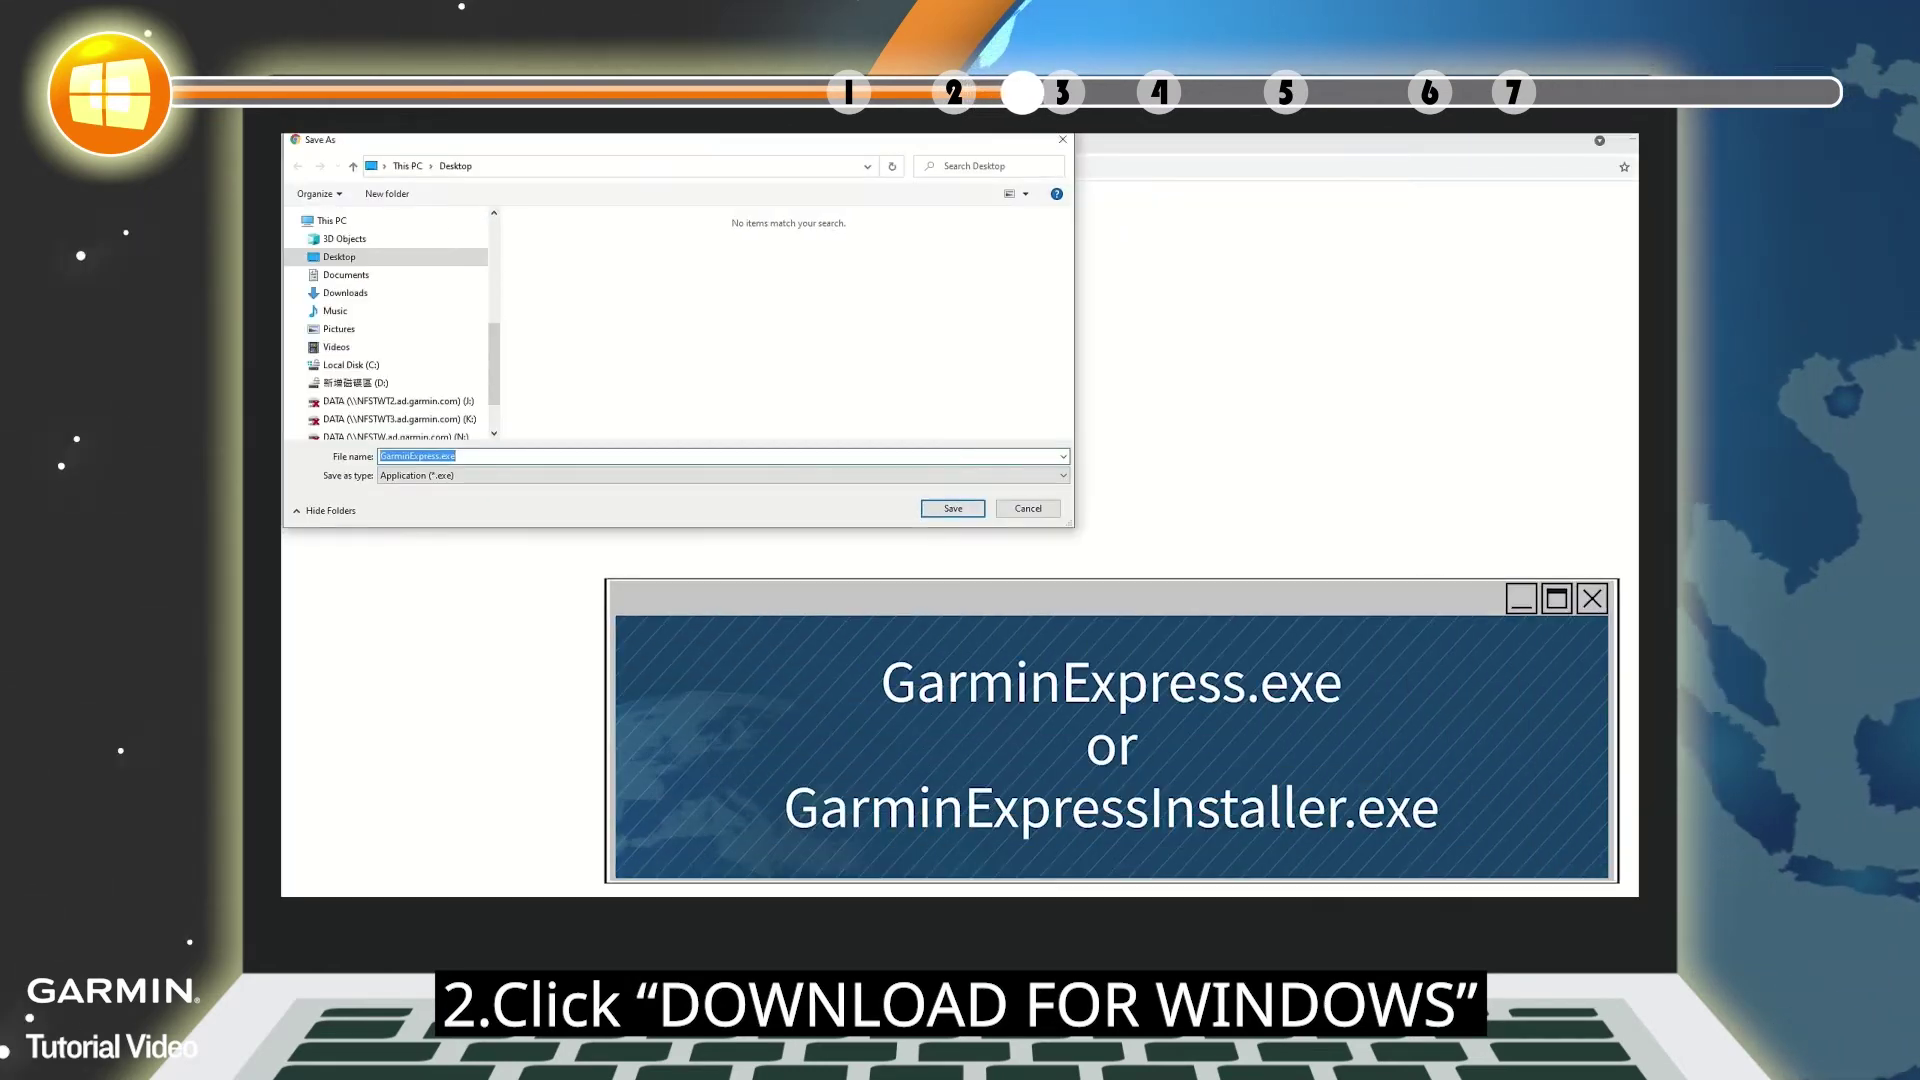 1 2 3 4 5 6 7
Save As
This PC › Desktop
Search Desktop
Organize
New folder
This PC
3D Objects
Desktop
Documents
Downloads
Music
Pictures
Videos
Local Disk (C:)
新增磁碟區 (D:)
DATA (\\NFSTWT2.ad.garmin.com) (J:)
DATA (\\NFSTWT3.ad.garmin.com) (K:)
DATA (\\NFSTW.ad.garmin.com) (N:)
No items match your search.
File name: GarminExpress.exe
Save as type: Application (*.exe)
Hide Folders
Save
Cancel
GarminExpress.exe
or
GarminExpressInstaller.exe
2.Click “DOWNLOAD FOR WINDOWS”
GARMIN.
Tutorial Video